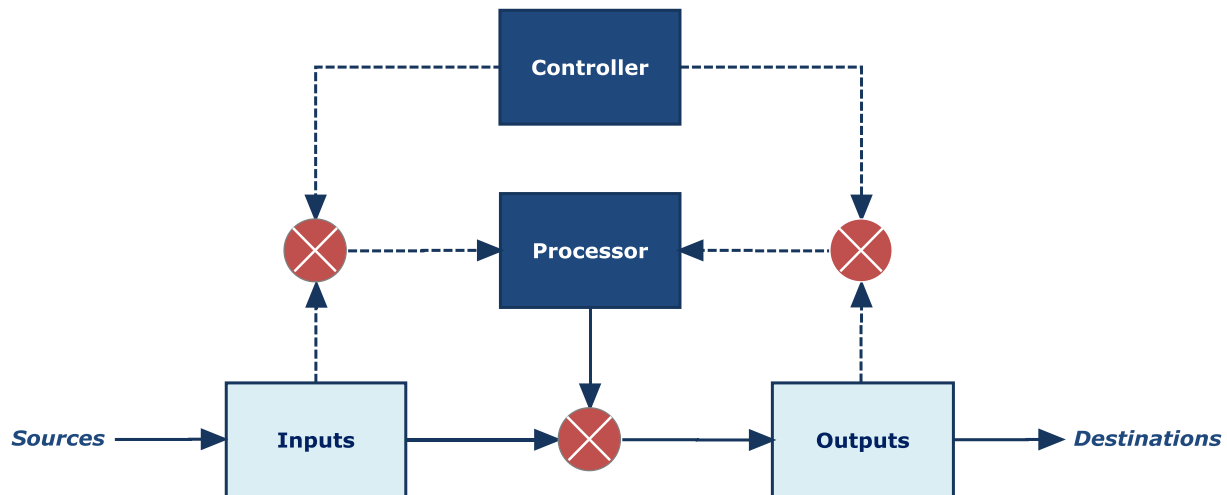 Controller
Processor
Sources
Inputs
Outputs
Destinations